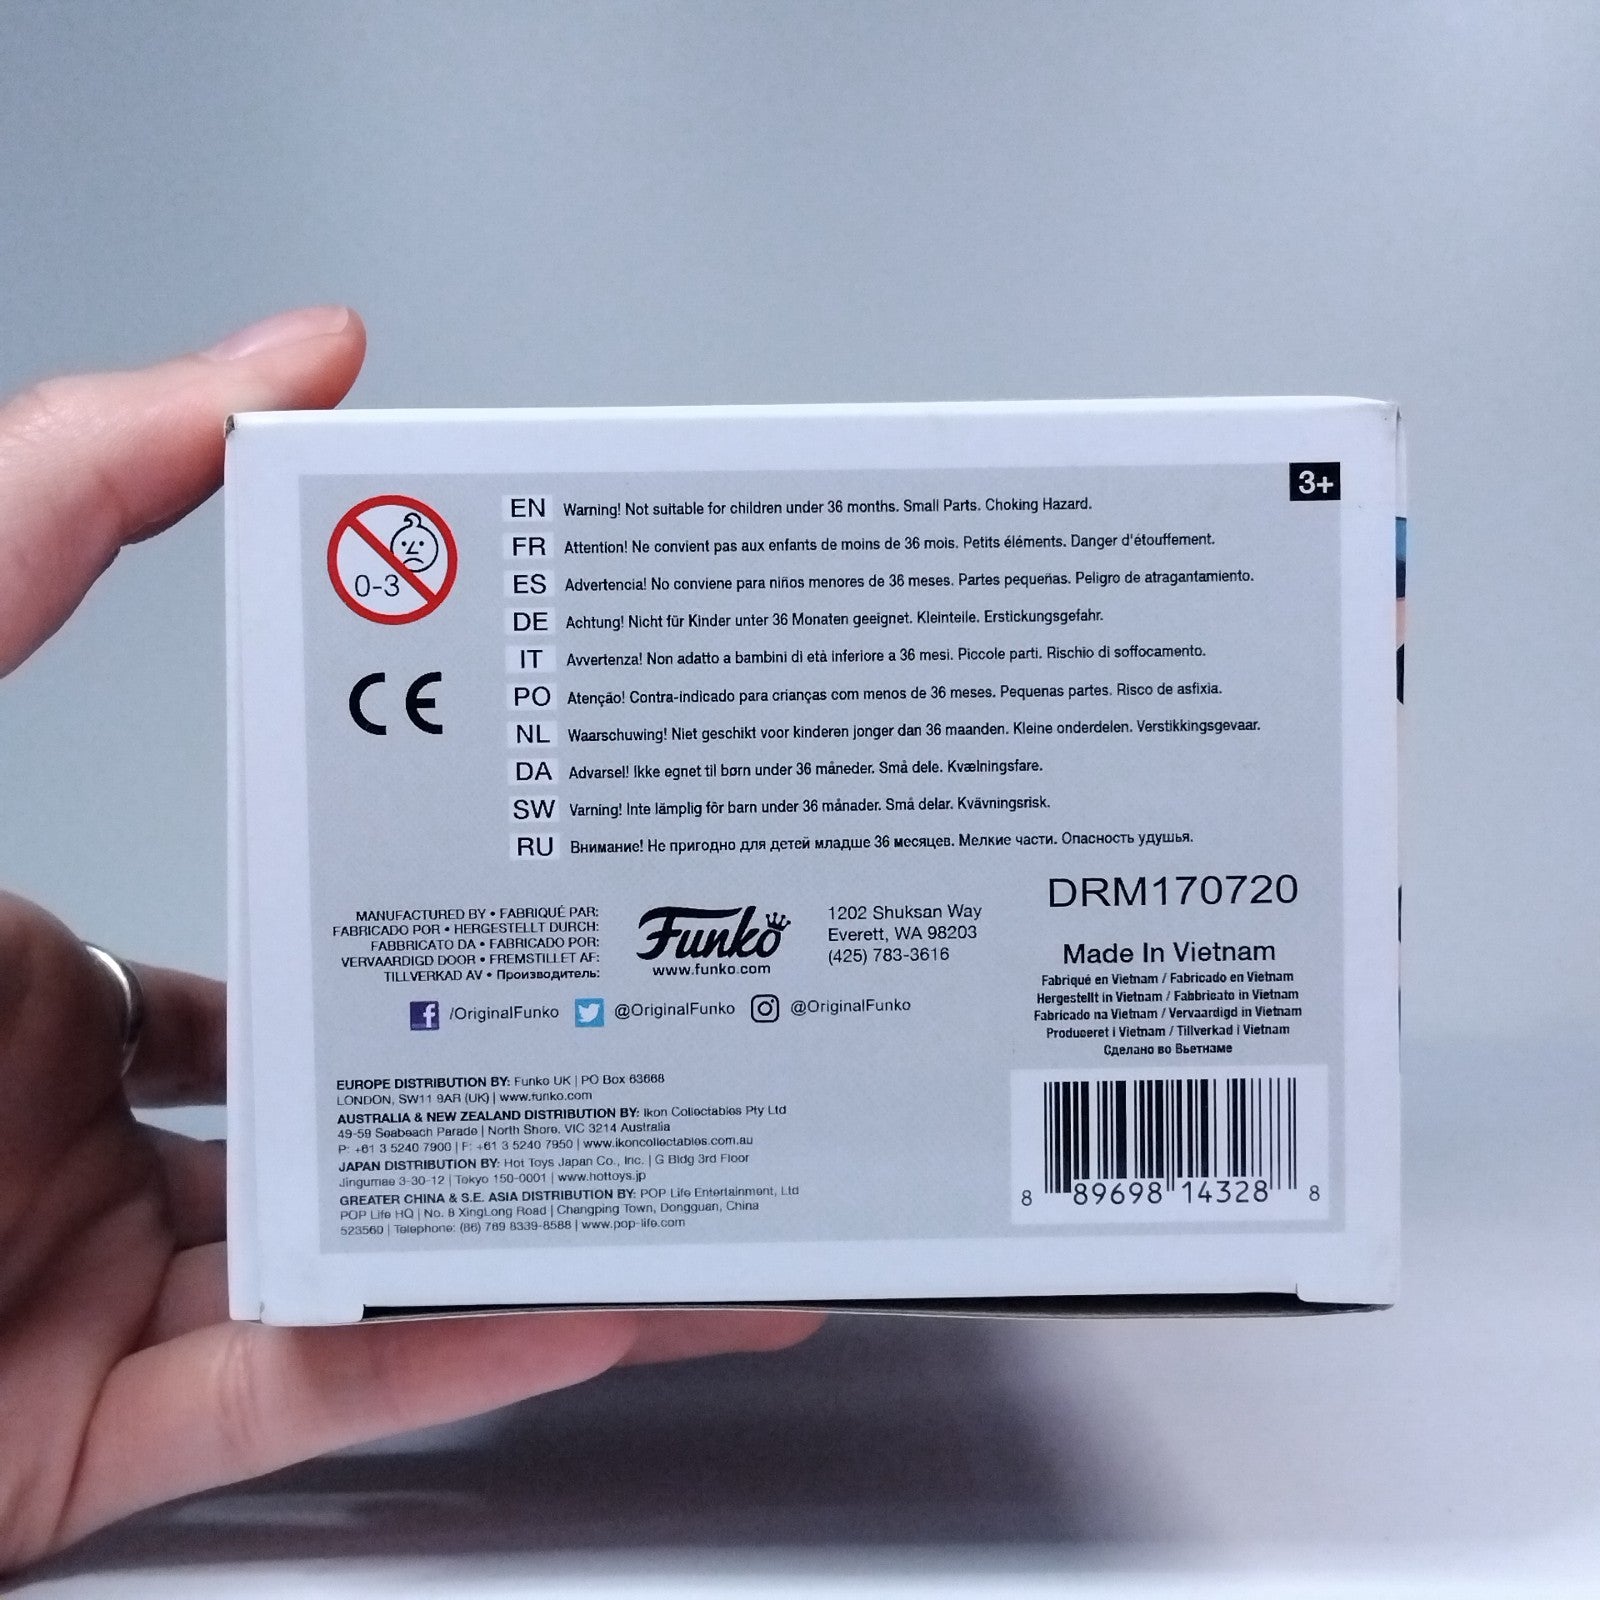 3+
0-3
CE
EN Warning! Not suitable for children under 36 months. Small Parts. Choking Hazard.
FR Attention! Ne convient pas aux enfants de moins de 36 mois. Petits éléments. Danger d'étouffement.
ES Advertencia! No conviene para niños menores de 36 meses. Partes pequeñas. Peligro de atragantamiento.
DE Achtung! Nicht für Kinder unter 36 Monaten geeignet. Kleinteile. Erstickungsgefahr.
IT Avvertenza! Non adatto a bambini di età inferiore a 36 mesi. Piccole parti. Rischio di soffocamento.
PO Atenção! Contra-indicado para crianças com menos de 36 meses. Pequenas partes. Risco de asfixia.
NL Waarschuwing! Niet geschikt voor kinderen jonger dan 36 maanden. Kleine onderdelen. Verstikkingsgevaar.
DA Advarsel! Ikke egnet til børn under 36 måneder. Små dele. Kvælningsfare.
SW Varning! Inte lämplig för barn under 36 månader. Små delar. Kvävningsrisk.
RU Внимание! Не пригодно для детей младше 36 месяцев. Мелкие части. Опасность удушья.
MANUFACTURED BY • FABRIQUÉ PAR:
FABRICADO POR • HERGESTELLT DURCH:
FABBRICATO DA • FABRICADO POR:
VERVAARDIGD DOOR • FREMSTILLET AF:
TILLVERKAD AV • Производитель:
Funko
www.funko.com
1202 Shuksan Way
Everett, WA 98203
(425) 783-3616
/OriginalFunko @OriginalFunko @OriginalFunko
DRM170720
Made In Vietnam
Fabriqué en Vietnam / Fabricado en Vietnam
Hergestellt in Vietnam / Fabbricato in Vietnam
Fabricado na Vietnam / Vervaardigd in Vietnam
Produceret i Vietnam / Tillverkad i Vietnam
Сделано во Вьетнаме
EUROPE DISTRIBUTION BY: Funko UK | PO Box 63668
LONDON, SW11 9AR (UK) | www.funko.com
AUSTRALIA & NEW ZEALAND DISTRIBUTION BY: Ikon Collectables Pty Ltd
49-59 Seabeach Parade | North Shore. VIC 3214 Australia
P: +61 3 5240 7900 | F: +61 3 5240 7950 | www.ikoncollectables.com.au
JAPAN DISTRIBUTION BY: Hot Toys Japan Co., Inc. | G Bldg 3rd Floor
Jingumae 3-30-12 | Tokyo 150-0001 | www.hottoys.jp
GREATER CHINA & S.E. ASIA DISTRIBUTION BY: POP Life Entertainment, Ltd
POP Life HQ | No. 8 XingLong Road | Changping Town, Dongguan, China
523560 | Telephone: (86) 769 8339-8588 | www.pop-life.com
8 89698 14328 8